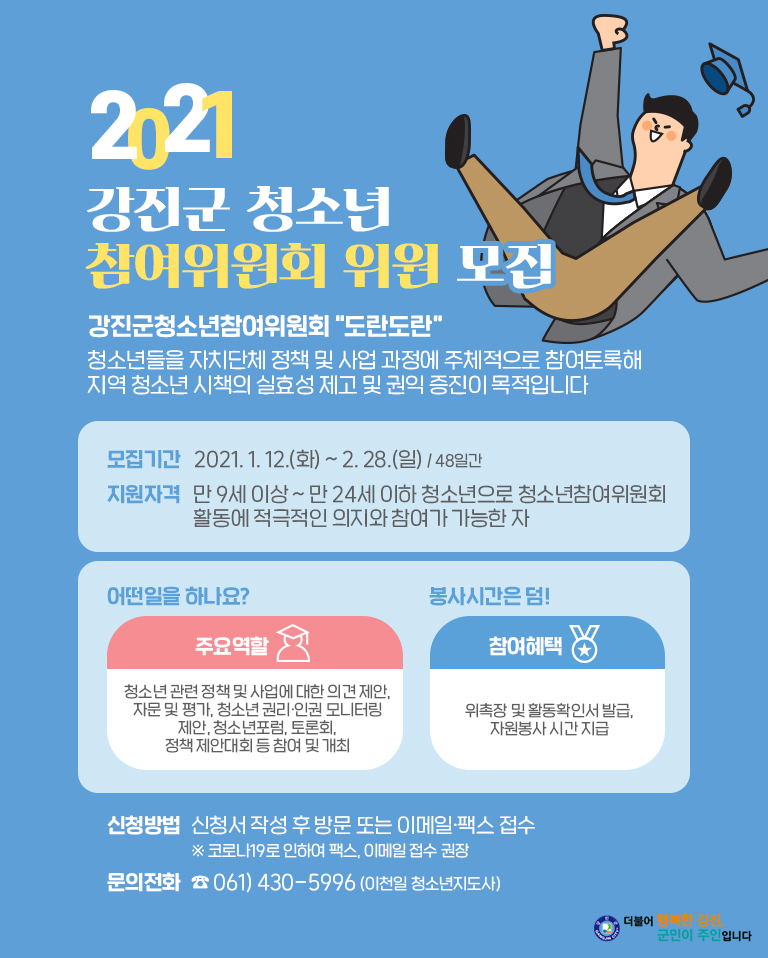 2021
강진군 청소년
참여위원회 위원 모집
강진군청소년참여위원회 "도란도란"
청소년들을 자치단체 정책 및 사업 과정에 주체적으로 참여토록해
지역 청소년 시책의 실효성 제고 및 권익 증진이 목적입니다
모집기간 2021. 1. 12.(화) ~ 2. 28.(일) / 48일간
지원자격 만 9세 이상 ~ 만 24세 이하 청소년으로 청소년참여위원회
활동에 적극적인 의지와 참여가 가능한 자
어떤일을 하나요?
주요역할
청소년 관련 정책 및 사업에 대한 의견 제안,
자문 및 평가, 청소년 권리·인권 모니터링
제안, 청소년포럼, 토론회,
정책 제안대회 등 참여 및 개최
봉사시간은 덤!
참여혜택
위촉장 및 활동확인서 발급,
자원봉사 시간 지급
신청방법 신청서 작성 후 방문 또는 이메일·팩스 접수
※ 코로나19로 인하여 팩스, 이메일 접수 권장
문의전화 ☎ 061) 430-5996 (이천일 청소년지도사)
더불어 행복한 강진,
군민이 주인입니다